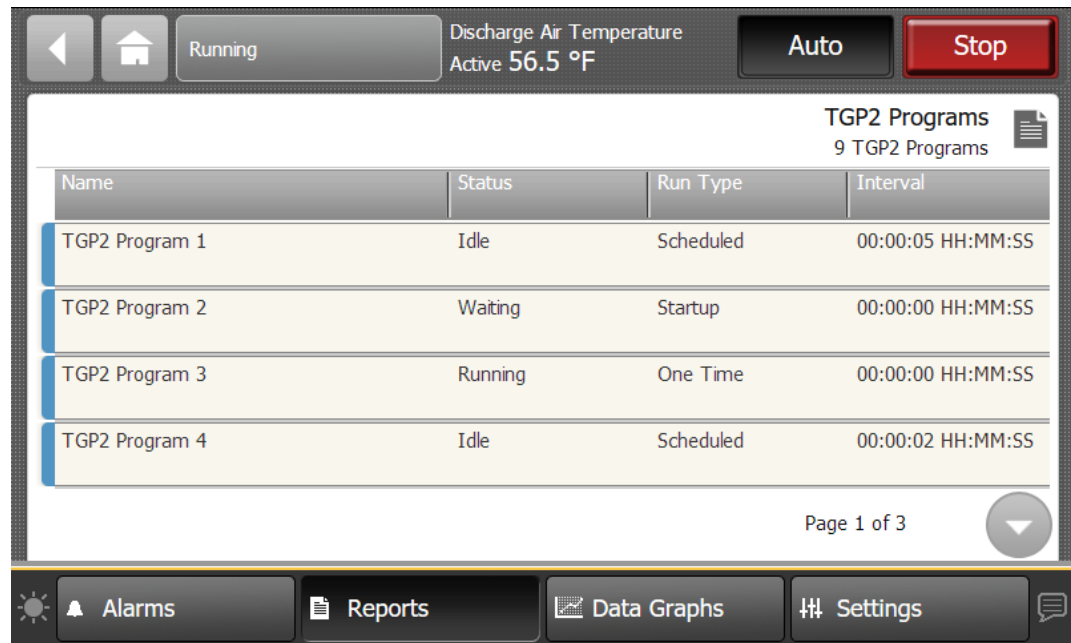 Running
Discharge Air Temperature
Active 56.5 °F
Auto
Stop
TGP2 Programs
9 TGP2 Programs
Name Status Run Type Interval
TGP2 Program 1 Idle Scheduled 00:00:05 HH:MM:SS
TGP2 Program 2 Waiting Startup 00:00:00 HH:MM:SS
TGP2 Program 3 Running One Time 00:00:00 HH:MM:SS
TGP2 Program 4 Idle Scheduled 00:00:02 HH:MM:SS
Page 1 of 3
Alarms Reports Data Graphs Settings